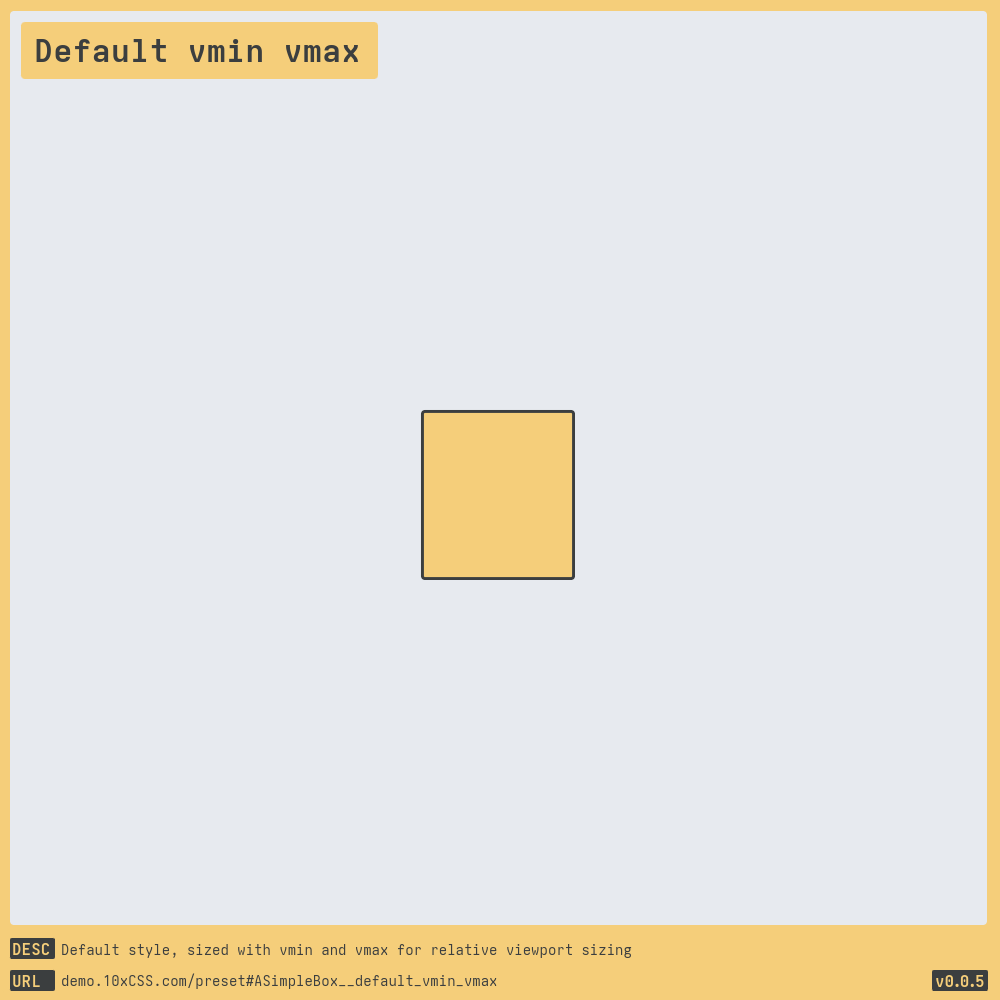 Default vmin vmax
DESC Default style, sized with vmin and vmax for relative viewport sizing
URL demo.10xCSS.com/preset#ASimpleBox__default_vmin_vmax
v0.0.5